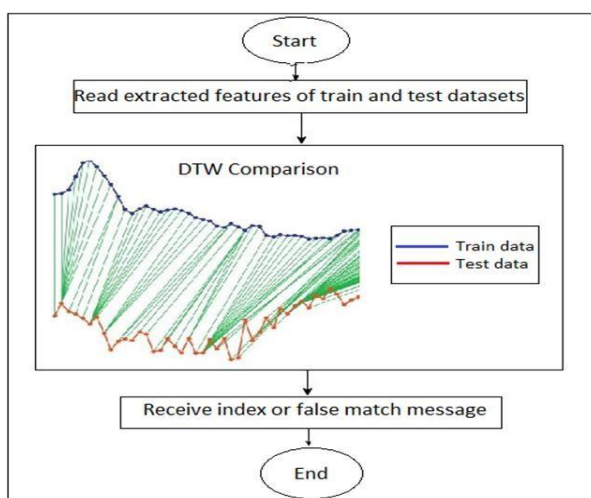 Start
Read extracted features of train and test datasets
DTW Comparison
Train data
Test data
Receive index or false match message
End